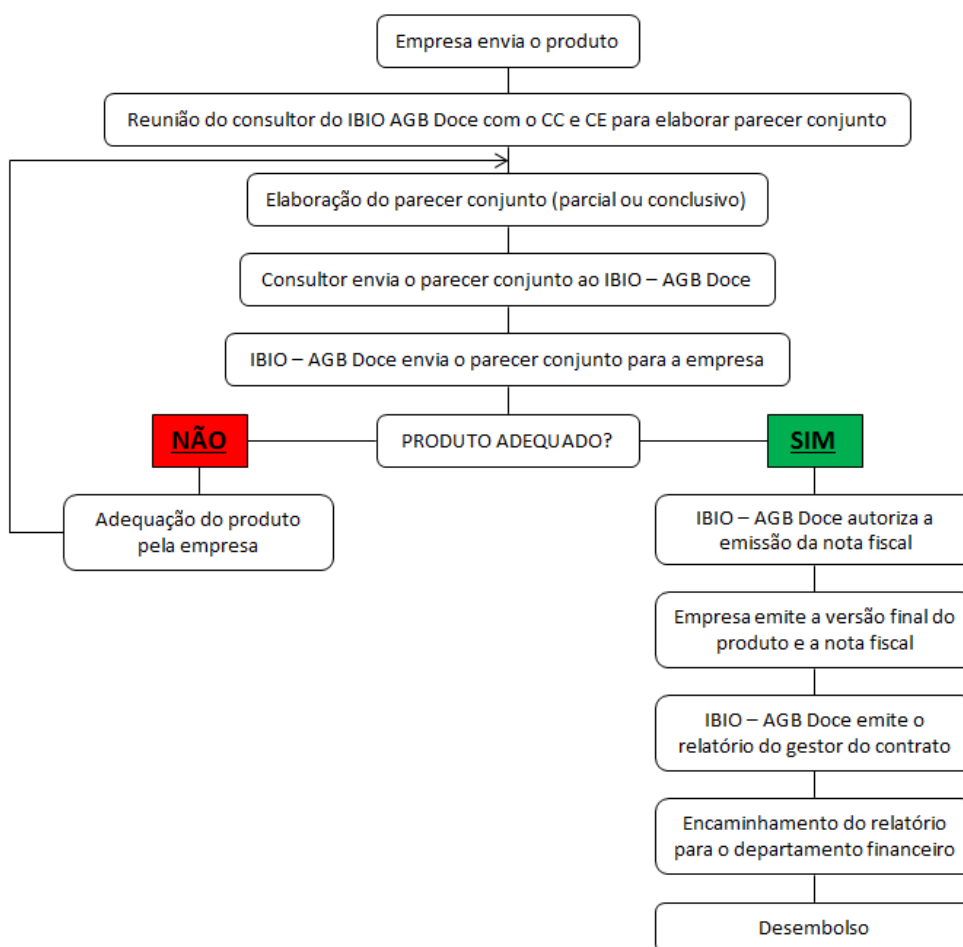 Empresa envia o produto
Reunião do consultor do IBIO AGB Doce com o CC e CE para elaborar parecer conjunto
Elaboração do parecer conjunto (parcial ou conclusivo)
Consultor envia o parecer conjunto ao IBIO – AGB Doce
IBIO – AGB Doce envia o parecer conjunto para a empresa
NÃO
PRODUTO ADEQUADO?
SIM
Adequação do produto
pela empresa
IBIO – AGB Doce autoriza a
emissão da nota fiscal
Empresa emite a versão final do
produto e a nota fiscal
IBIO – AGB Doce emite o
relatório do gestor do contrato
Encaminhamento do relatório
para o departamento financeiro
Desembolso